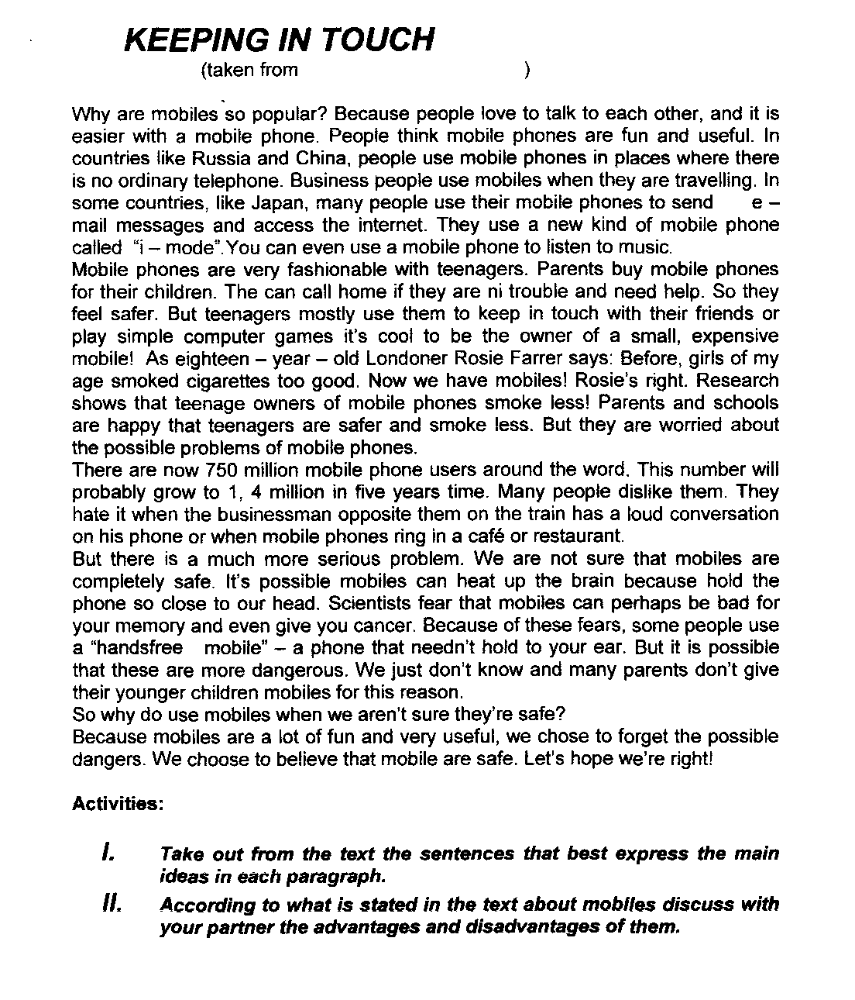 KEEPING IN TOUCH
(taken from )
Why are mobiles so popular? Because people love to talk to each other, and it is
easier with a mobile phone. People think mobile phones are fun and useful. In
countries like Russia and China, people use mobile phones in places where there
is no ordinary telephone. Business people use mobiles when they are travelling. In
some countries, like Japan, many people use their mobile phones to send e –
mail messages and access the internet. They use a new kind of mobile phone
called “i – mode”.You can even use a mobile phone to listen to music.
Mobile phones are very fashionable with teenagers. Parents buy mobile phones
for their children. The can call home if they are ni trouble and need help. So they
feel safer. But teenagers mostly use them to keep in touch with their friends or
play simple computer games it’s cool to be the owner of a small, expensive
mobile! As eighteen – year – old Londoner Rosie Farrer says: Before, girls of my
age smoked cigarettes too good. Now we have mobiles! Rosie’s right. Research
shows that teenage owners of mobile phones smoke less! Parents and schools
are happy that teenagers are safer and smoke less. But they are worried about
the possible problems of mobile phones.
There are now 750 million mobile phone users around the word. This number will
probably grow to 1, 4 million in five years time. Many people dislike them. They
hate it when the businessman opposite them on the train has a loud conversation
on his phone or when mobile phones ring in a café or restaurant.
But there is a much more serious problem. We are not sure that mobiles are
completely safe. It’s possible mobiles can heat up the brain because hold the
phone so close to our head. Scientists fear that mobiles can perhaps be bad for
your memory and even give you cancer. Because of these fears, some people use
a “handsfree mobile” – a phone that needn’t hold to your ear. But it is possible
that these are more dangerous. We just don’t know and many parents don’t give
their younger children mobiles for this reason.
So why do use mobiles when we aren’t sure they’re safe?
Because mobiles are a lot of fun and very useful, we chose to forget the possible
dangers. We choose to believe that mobile are safe. Let’s hope we’re right!
Activities:
I. Take out from the text the sentences that best express the main
ideas in each paragraph.
II. According to what is stated in the text about mobiles discuss with
your partner the advantages and disadvantages of them.